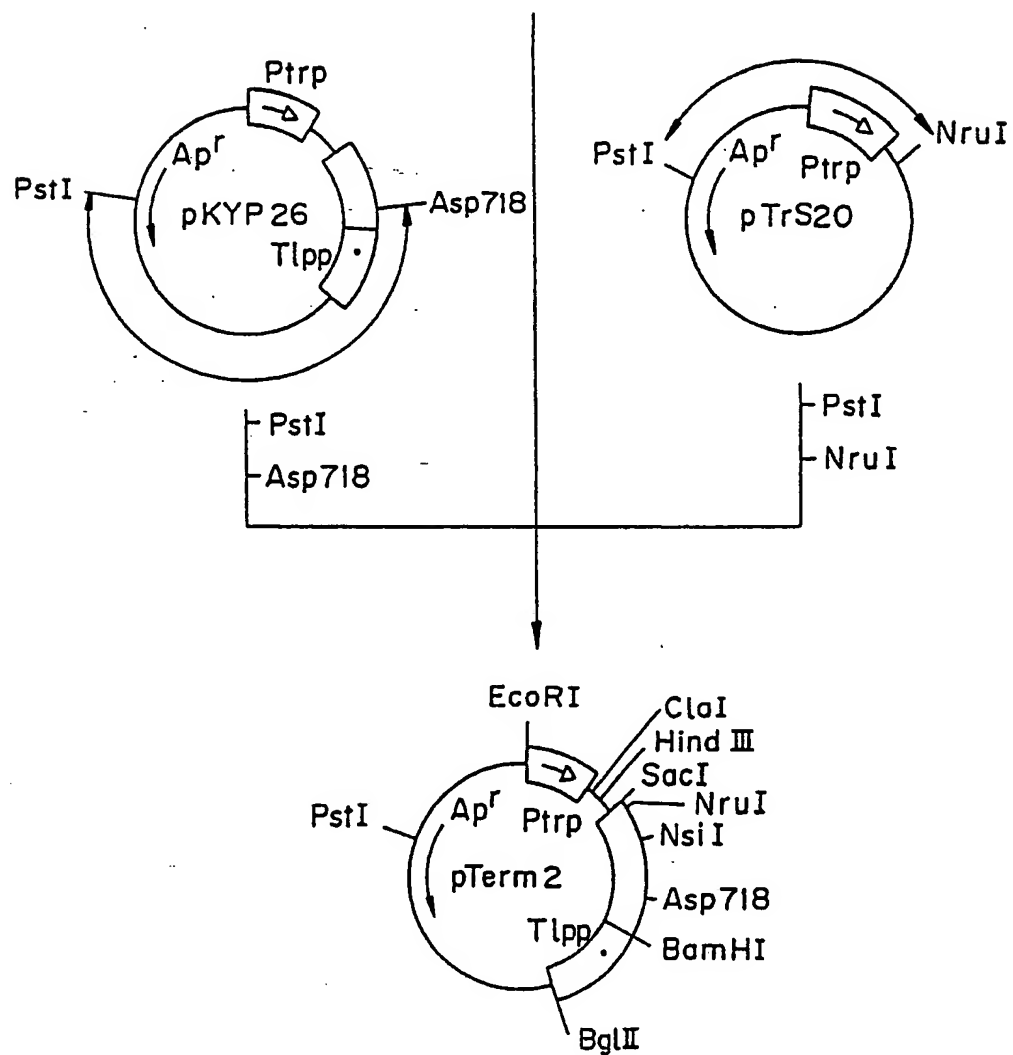 Ptrp
Apr
PstI
pKYP26
Asp718
Tlpp
PstI
Asp718
PstI
Apr
Ptrp
NruI
pTrS20
PstI
NruI
EcoRI
ClaI
Hind III
SacI
NruI
NsiI
PstI
Apr
Ptrp
pTerm2
Asp718
Tlpp
BamHI
BglII